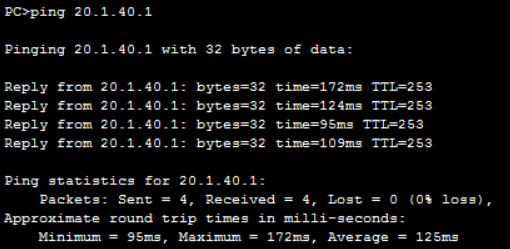 PC>ping 20.1.40.1
Pinging 20.1.40.1 with 32 bytes of data:
Reply from 20.1.40.1: bytes=32 time=172ms TTL=253
Reply from 20.1.40.1: bytes=32 time=124ms TTL=253
Reply from 20.1.40.1: bytes=32 time=95ms TTL=253
Reply from 20.1.40.1: bytes=32 time=109ms TTL=253
Ping statistics for 20.1.40.1:
Packets: Sent = 4, Received = 4, Lost = 0 (0% loss),
Approximate round trip times in milli-seconds:
Minimum = 95ms, Maximum = 172ms, Average = 125ms